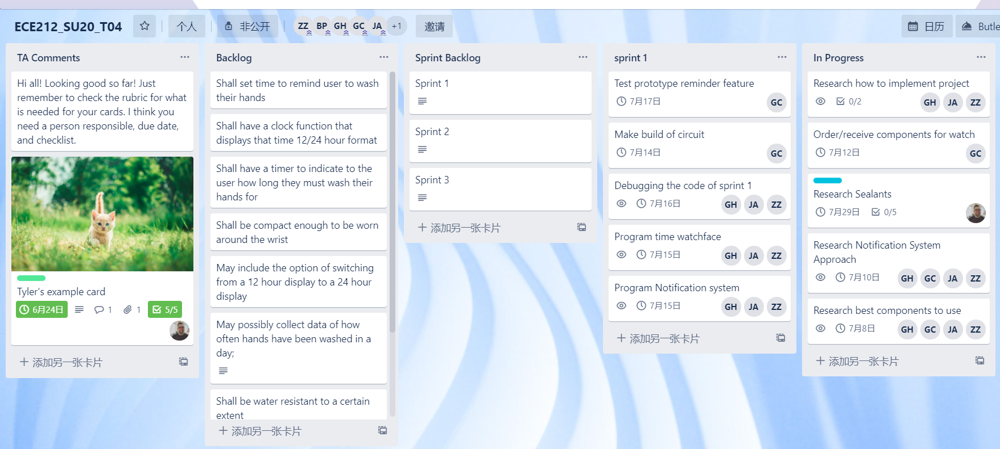 ECE212_SU20_T04
个人
非公开
ZZ BP GH GC JA +1
邀请
日历
TA Comments
Hi all! Looking good so far! Just
remember to check the rubric for what
is needed for your cards. I think you
need a person responsible, due date,
and checklist.
Tyler's example card
6月24日 1 1 5/5
添加另一张卡片
Backlog
Shall set time to remind user to wash
their hands
Shall have a clock function that
displays that time 12/24 hour format
Shall have a timer to indicate to the
user how long they must wash their
hands for
Shall be compact enough to be worn
around the wrist
May include the option of switching
from a 12 hour display to a 24 hour
display
May possibly collect data of how
often hands have been washed in a
day;
Shall be water resistant to a certain
extent
添加另一张卡片
Sprint Backlog
Sprint 1
Sprint 2
Sprint 3
添加另一张卡片
sprint 1
Test prototype reminder feature
7月17日
GC
Make build of circuit
7月14日
GC
Debugging the code of sprint 1
7月16日
GH JA ZZ
Program time watchface
7月15日
GH JA ZZ
Program Notification system
7月15日
GH JA ZZ
添加另一张卡片
In Progress
Research how to implement project
0/2
GH JA ZZ
Order/receive components for watch
7月12日
GC
Research Sealants
7月29日 0/5
Research Notification System
Approach
7月10日
GH GC JA ZZ
Research best components to use
7月8日
GH GC JA ZZ
添加另一张卡片